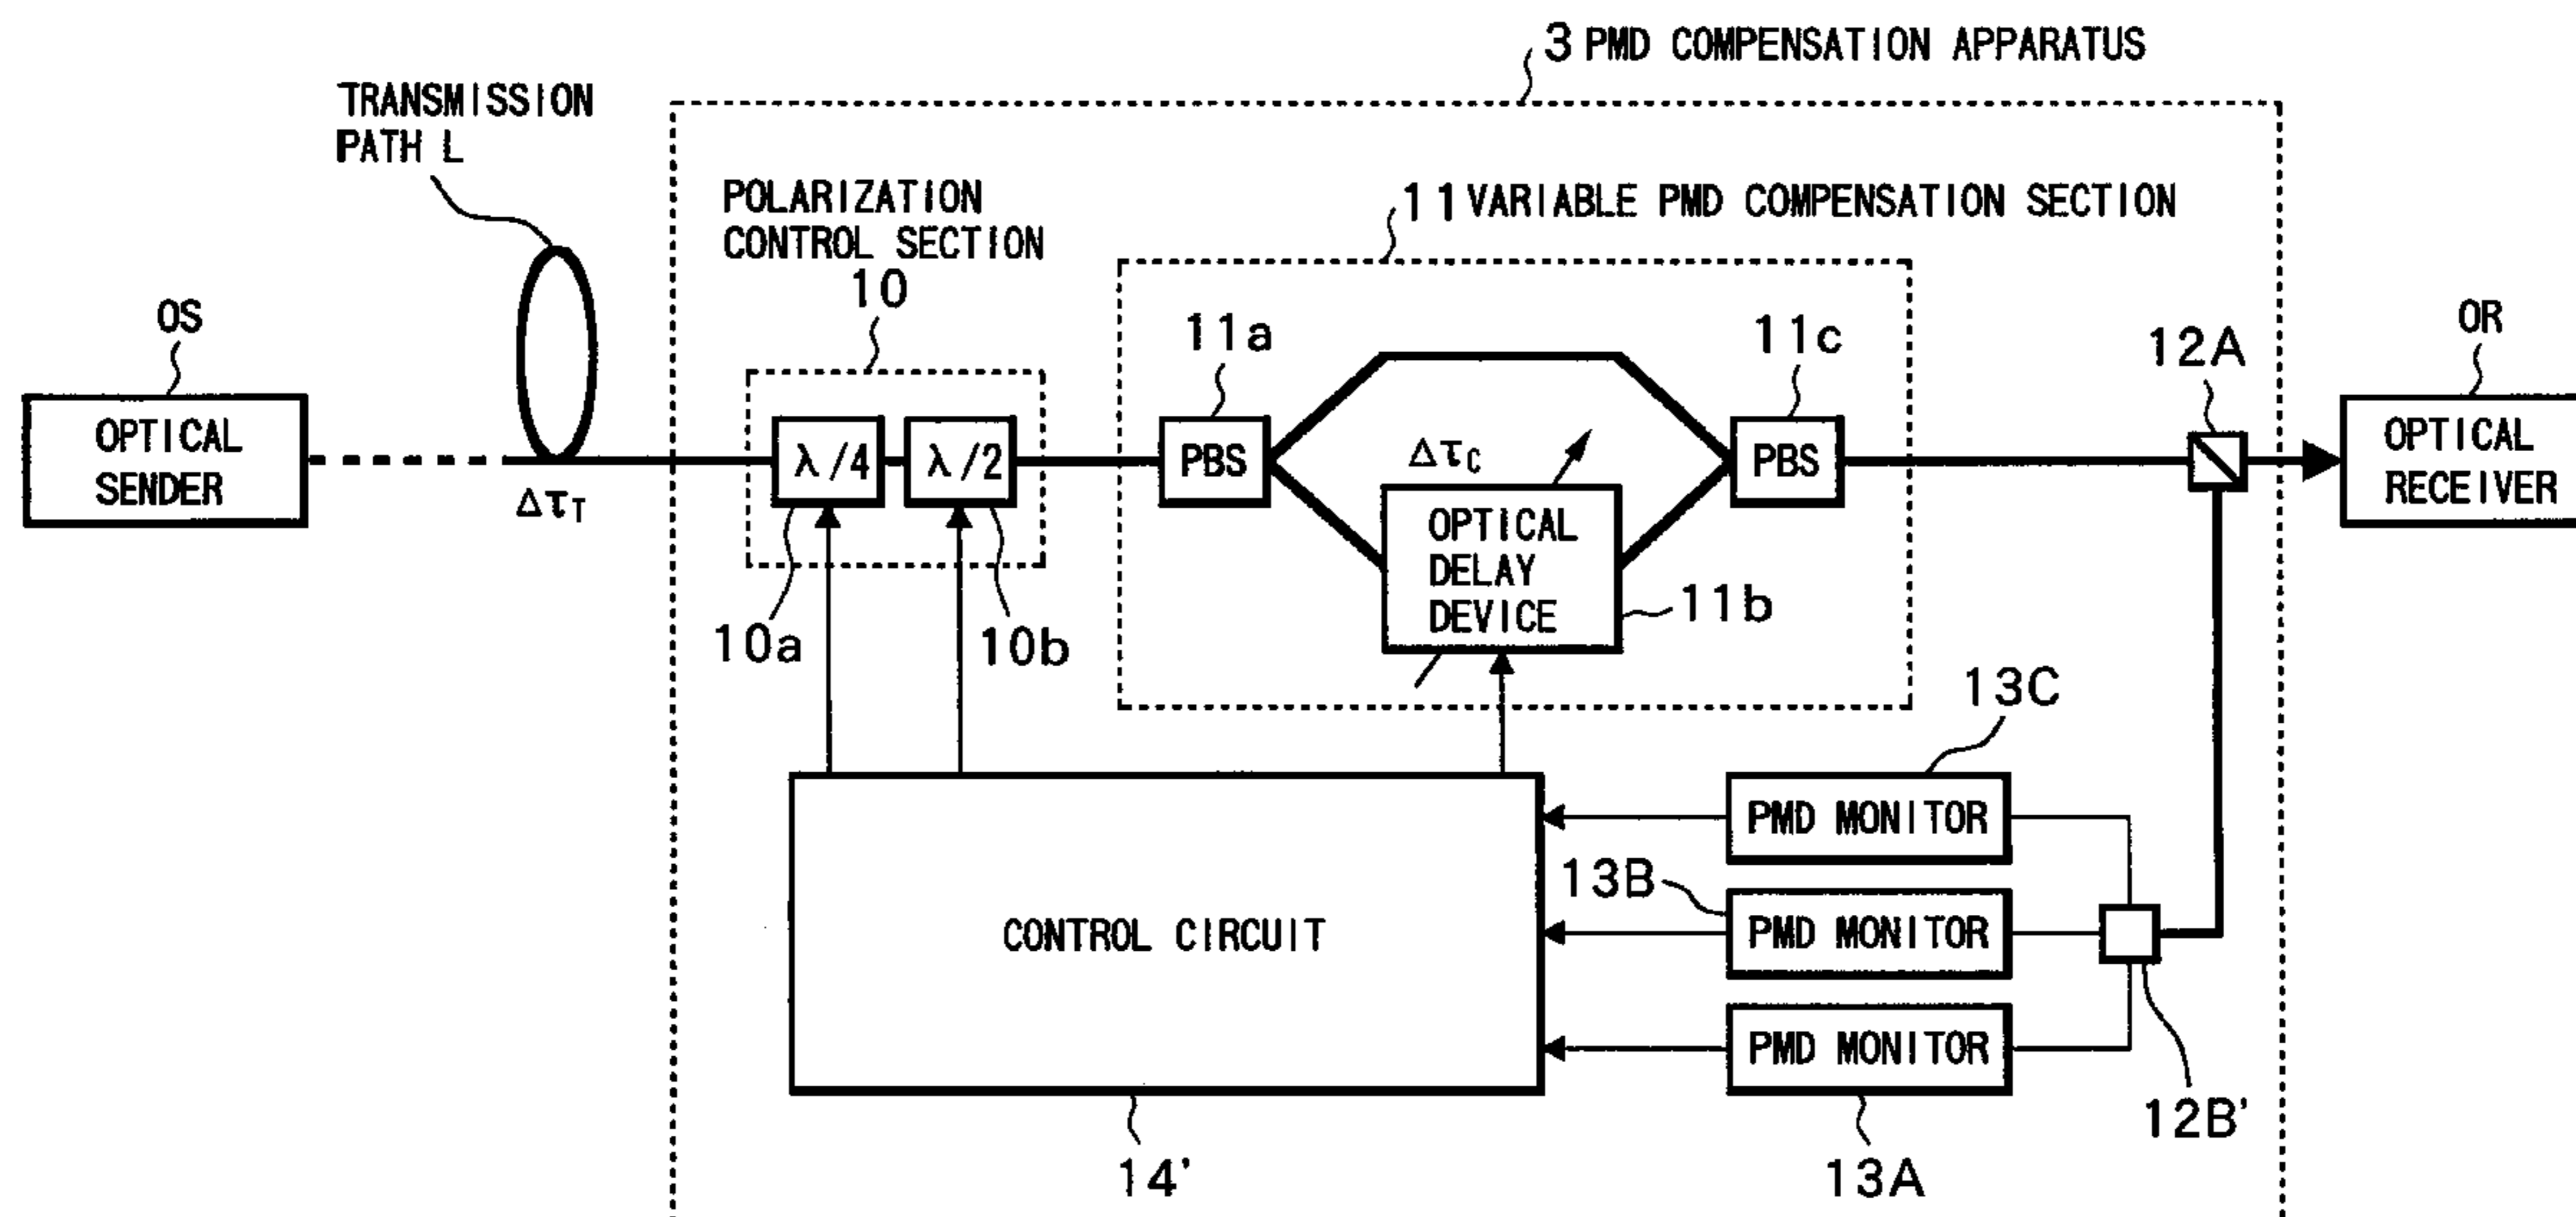 3 PMD COMPENSATION APPARATUS
TRANSMISSION
PATH L
POLARIZATION
CONTROL SECTION
10
11 VARIABLE PMD COMPENSATION SECTION
OS
OPTICAL
SENDER
ΔτT
λ/4
λ/2
10a
10b
11a
PBS
ΔτC
OPTICAL
DELAY
DEVICE
11b
11c
PBS
12A
OR
OPTICAL
RECEIVER
13C
PMD MONITOR
13B
PMD MONITOR
PMD MONITOR
13A
12B'
CONTROL CIRCUIT
14'